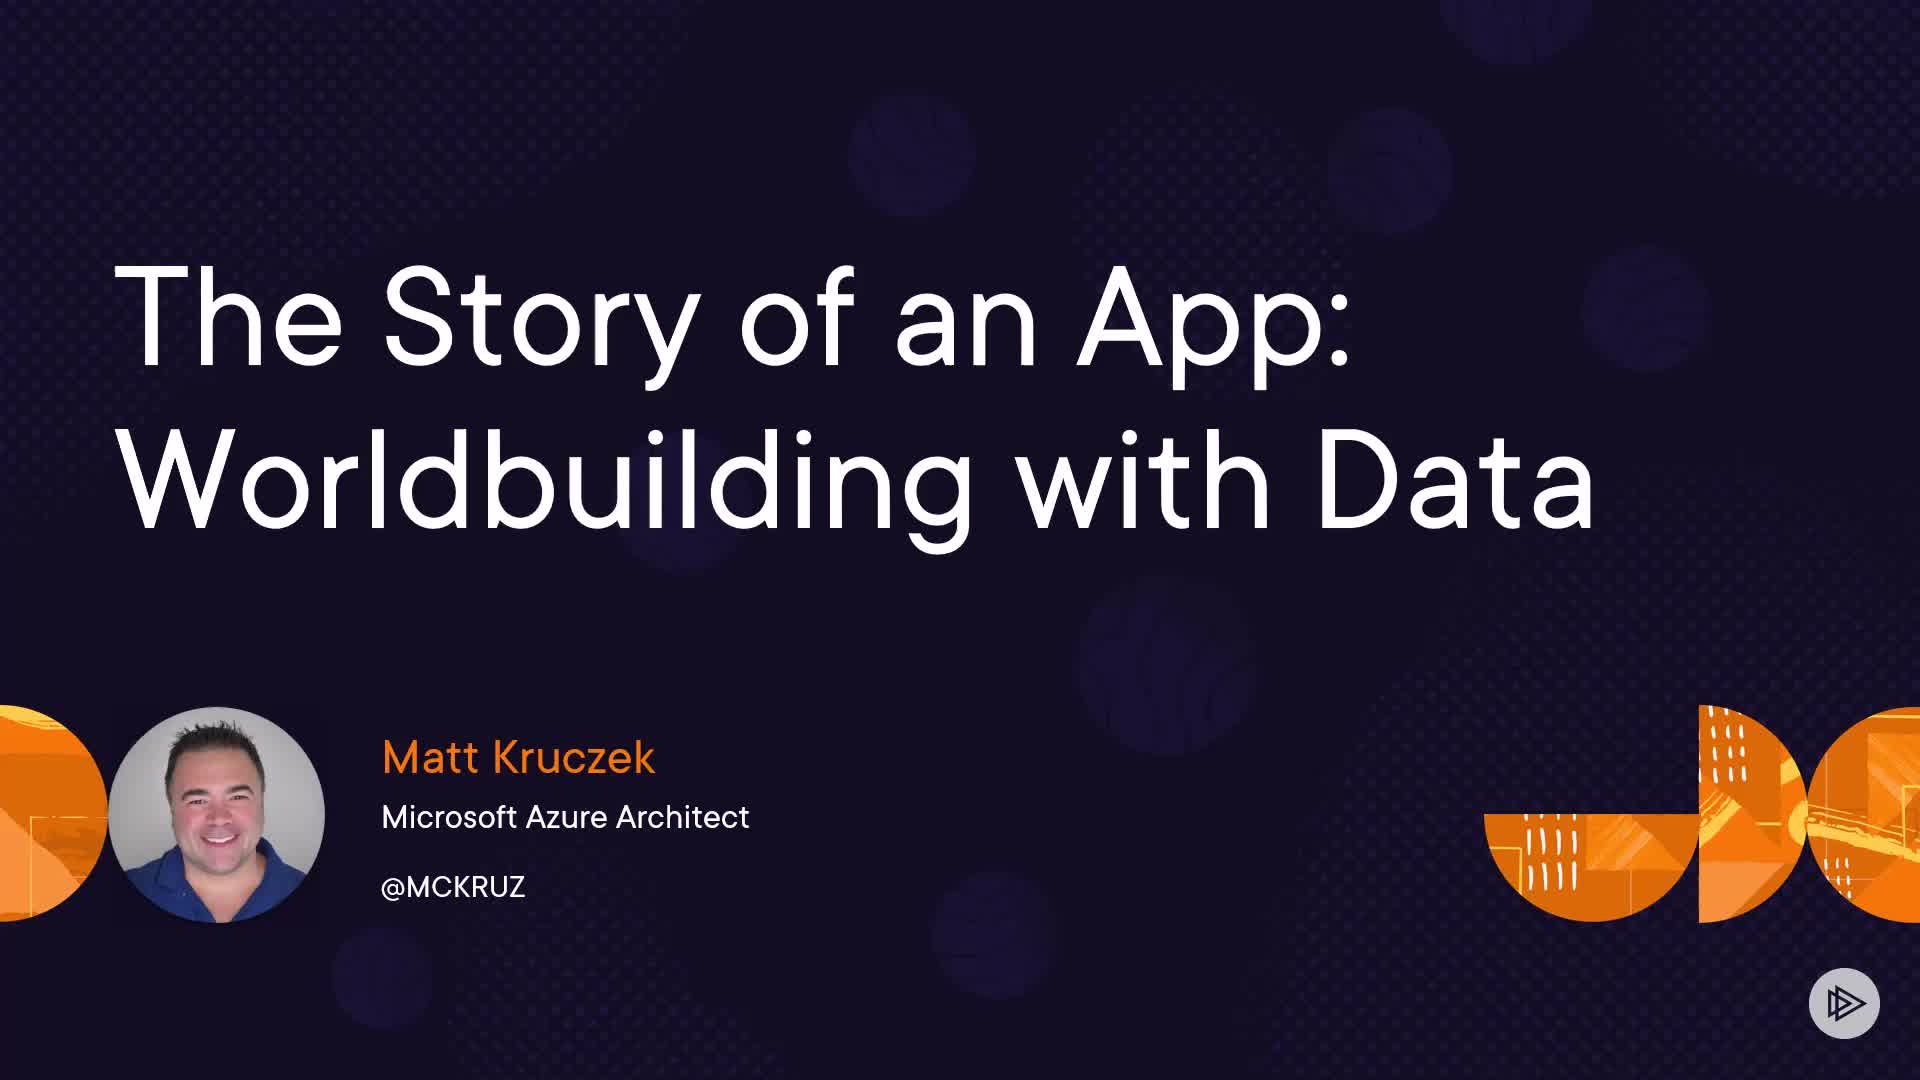 The Story of an App:
Worldbuilding with Data
Matt Kruczek
Microsoft Azure Architect
@MCKRUZ